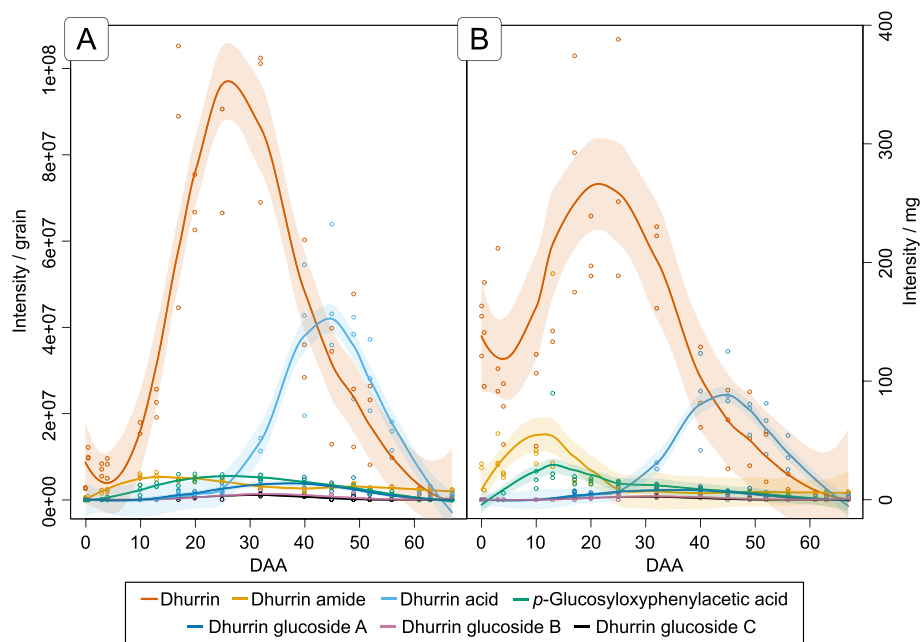 A
B
Intensity / grain
0e+00
2e+07
4e+07
6e+07
8e+07
1e+08
Intensity / mg
0
100
200
300
400
0 10 20 30 40 50 60
0 10 20 30 40 50 60
DAA
DAA
Dhurrin Dhurrin amide Dhurrin acid p-Glucosyloxyphenylacetic acid
Dhurrin glucoside A Dhurrin glucoside B Dhurrin glucoside C